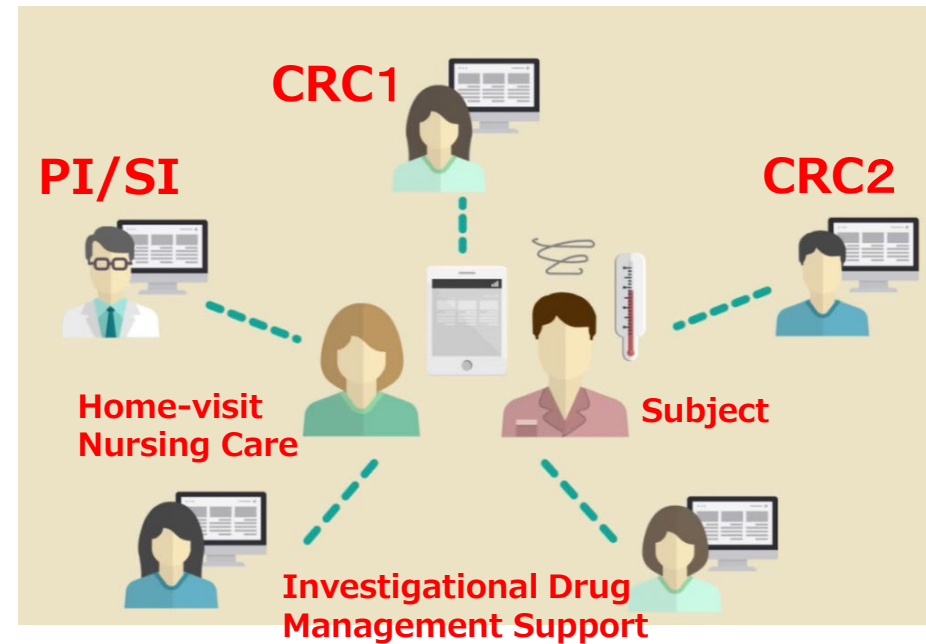 CRC1
PI/SI
CRC2
Home-visit
Nursing Care
Subject
Investigational Drug
Management Support